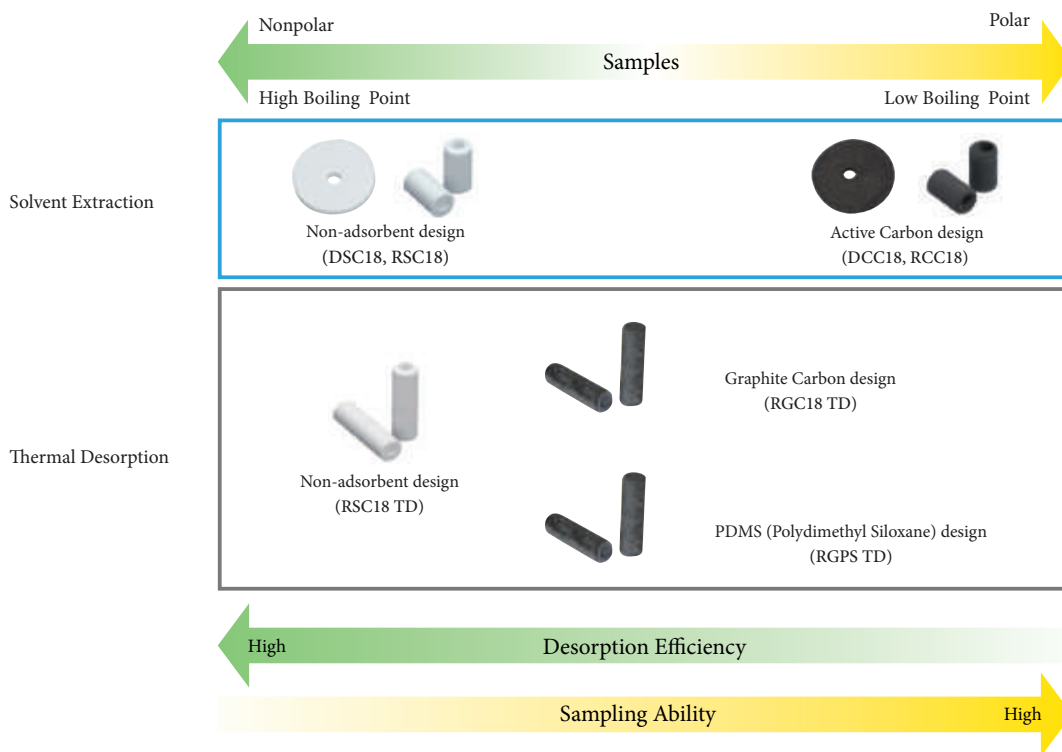 Nonpolar
Polar
Samples
High Boiling Point
Low Boiling Point
Solvent Extraction
Non-adsorbent design
(DSC18, RSC18)
Active Carbon design
(DCC18, RCC18)
Thermal Desorption
Graphite Carbon design
(RGC18 TD)
Non-adsorbent design
(RSC18 TD)
PDMS (Polydimethyl Siloxane) design
(RGPS TD)
High
Desorption Efficiency
Sampling Ability
High